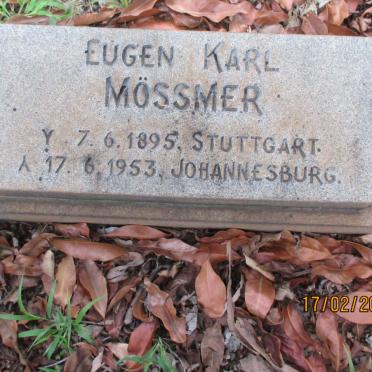 EUGEN KARL
MÖSSMER
ᛉ 7.6.1895, STUTTGART.
ᛣ 17.6.1953, JOHANNESBURG.
17/02/20